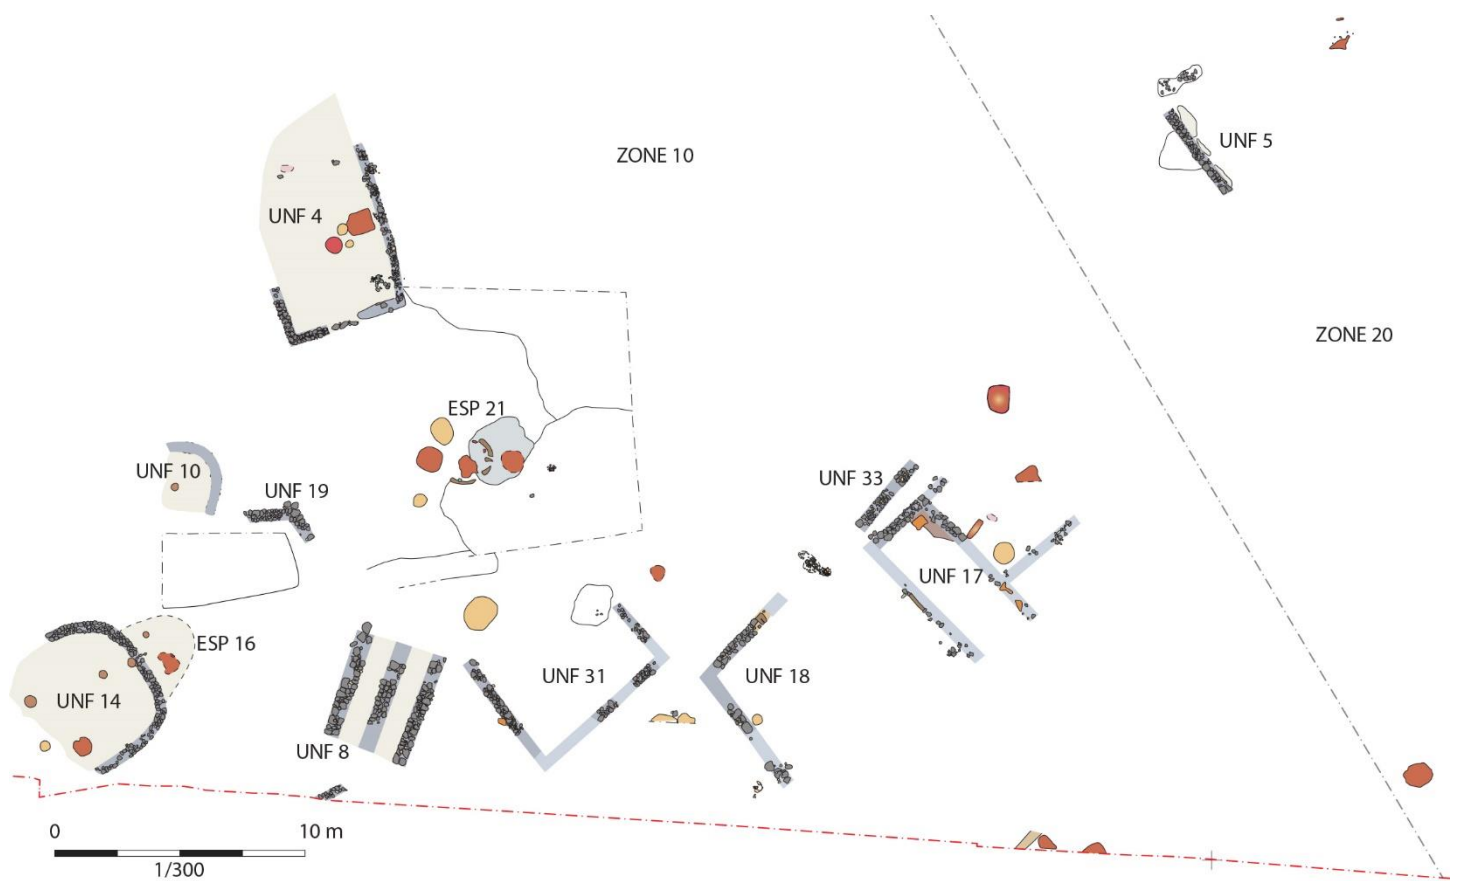 UNF 5
ZONE 10
UNF 4
ZONE 20
ESP 21
UNF 10
UNF 33
UNF 19
UNF 17
ESP 16
UNF 31
UNF 18
UNF 14
UNF 8
0 10 m
1/300